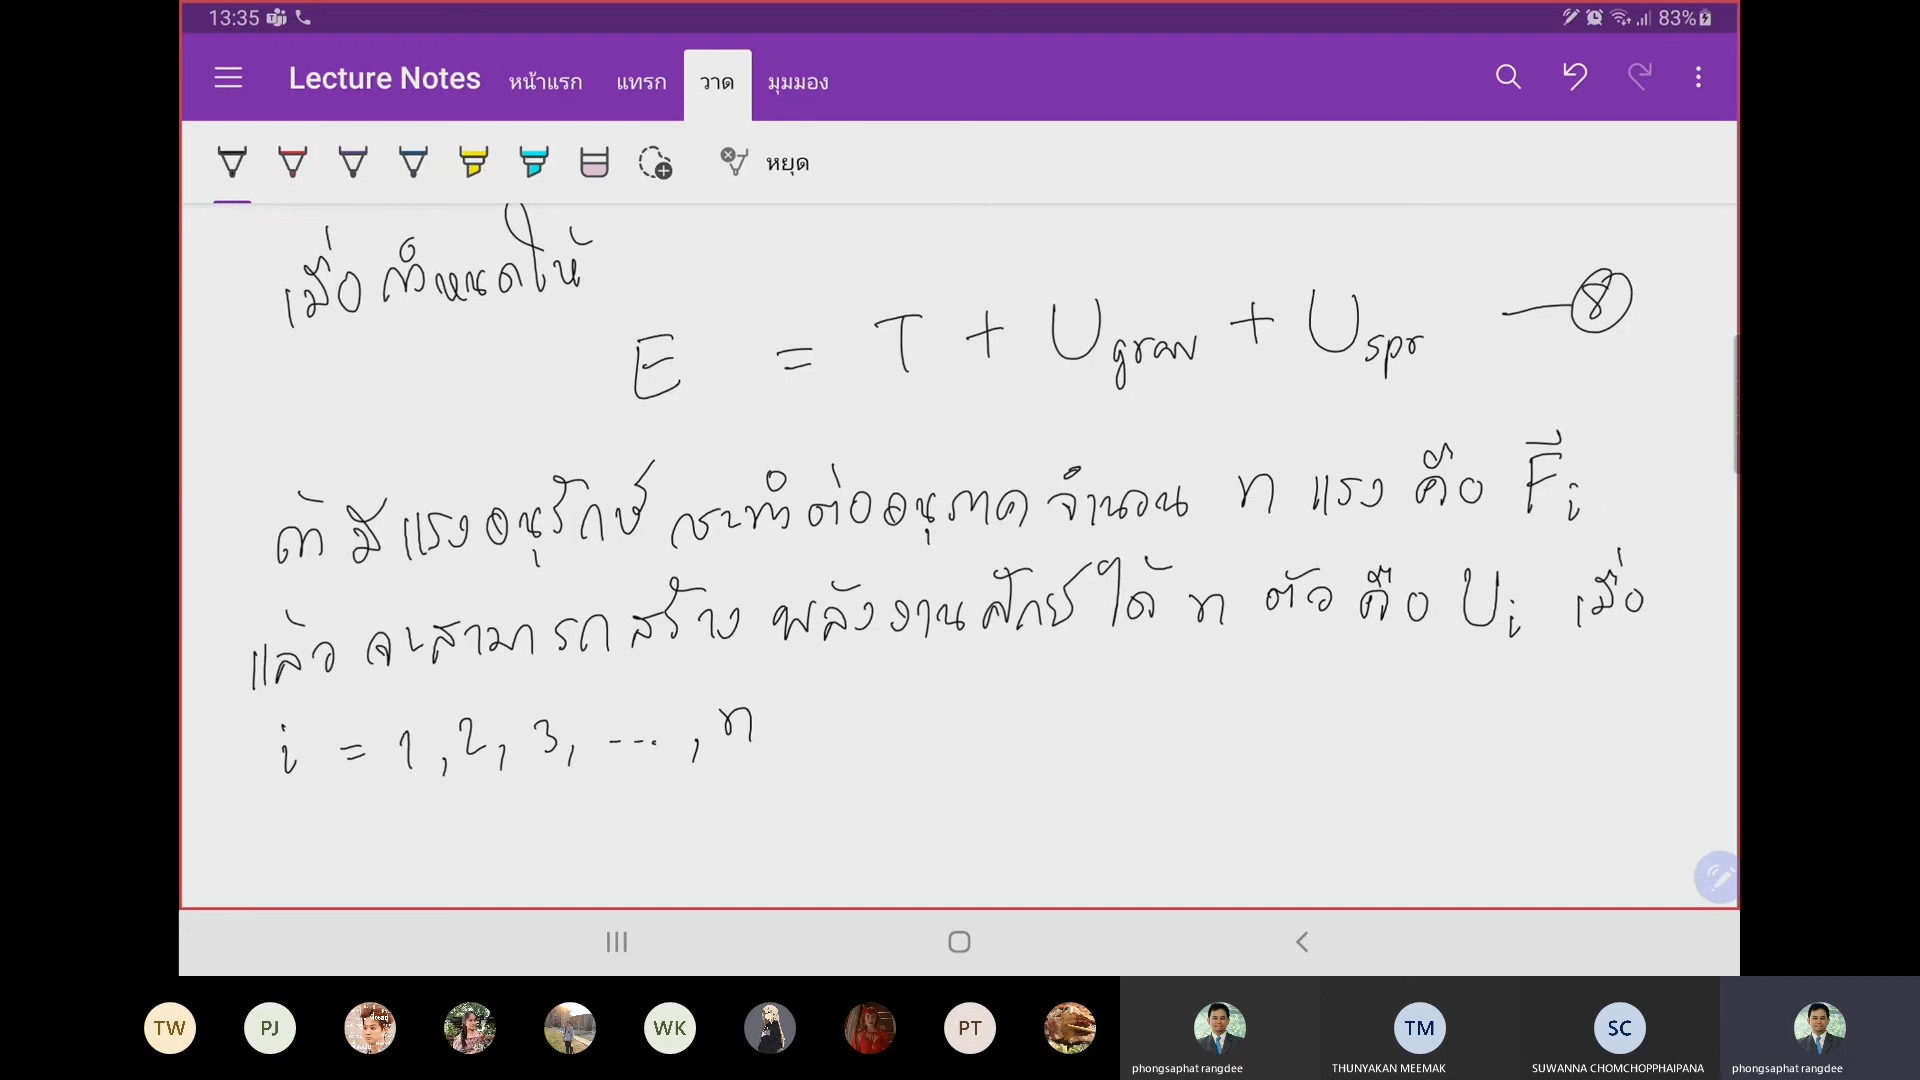 13:35 83%
Lecture Notes หน้าแรก แทรก วาด มุมมอง
หยุด
เมื่อกำหนดให้
E = T + U_grav + U_spr — ⑧
ถ้ามีแรงอนุรักษ์กระทำต่ออนุภาคจำนวน n แรง คือ F̄_i
แล้วจะสามารถสร้างพลังงานศักย์ได้ n ตัว คือ U_i เมื่อ
i = 1, 2, 3, ..., n
TW PJ WK PT TM SC
phongsaphat rangdee THUNYAKAN MEEMAK SUWANNA CHOMCHOPPHAIPANA phongsaphat rangdee